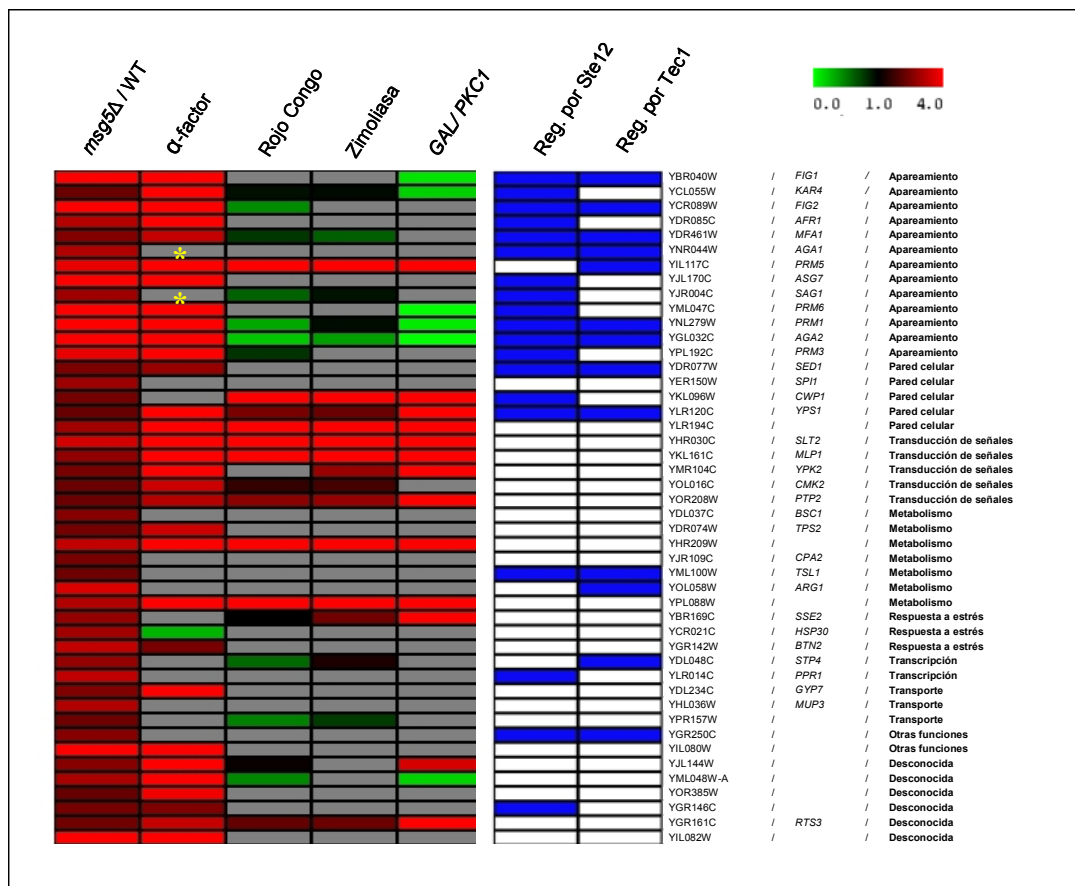 msg5Δ / WT
α-factor
Rojo Congo
Zimoliasa
GAL/ PKC1
Reg. por Ste12
Reg. por Tec1
0.0 1.0 4.0
YBR040W / FIG1 / Apareamiento
YCL055W / KAR4 / Apareamiento
YCR089W / FIG2 / Apareamiento
YDR085C / AFR1 / Apareamiento
YDR461W / MFA1 / Apareamiento
* YNR044W / AGA1 / Apareamiento
YIL117C / PRM5 / Apareamiento
YJL170C / ASG7 / Apareamiento
* YJR004C / SAG1 / Apareamiento
YML047C / PRM6 / Apareamiento
YNL279W / PRM1 / Apareamiento
YGL032C / AGA2 / Apareamiento
YPL192C / PRM3 / Apareamiento
YDR077W / SED1 / Pared celular
YER150W / SPI1 / Pared celular
YKL096W / CWP1 / Pared celular
YLR120C / YPS1 / Pared celular
YLR194C / / Pared celular
YHR030C / SLT2 / Transducción de señales
YKL161C / MLP1 / Transducción de señales
YMR104C / YPK2 / Transducción de señales
YOL016C / CMK2 / Transducción de señales
YOR208W / PTP2 / Transducción de señales
YDL037C / BSC1 / Metabolismo
YDR074W / TPS2 / Metabolismo
YHR209W / / Metabolismo
YJR109C / CPA2 / Metabolismo
YML100W / TSL1 / Metabolismo
YOL058W / ARG1 / Metabolismo
YPL088W / / Metabolismo
YBR169C / SSE2 / Respuesta a estrés
YCR021C / HSP30 / Respuesta a estrés
YGR142W / BTN2 / Respuesta a estrés
YDL048C / STP4 / Transcripción
YLR014C / PPR1 / Transcripción
YDL234C / GYP7 / Transporte
YHL036W / MUP3 / Transporte
YPR157W / / Transporte
YGR250C / / Otras funciones
YIL080W / / Otras funciones
YJL144W / / Desconocida
YML048W-A / / Desconocida
YOR385W / / Desconocida
YGR146C / / Desconocida
YGR161C / RTS3 / Desconocida
YIL082W / / Desconocida